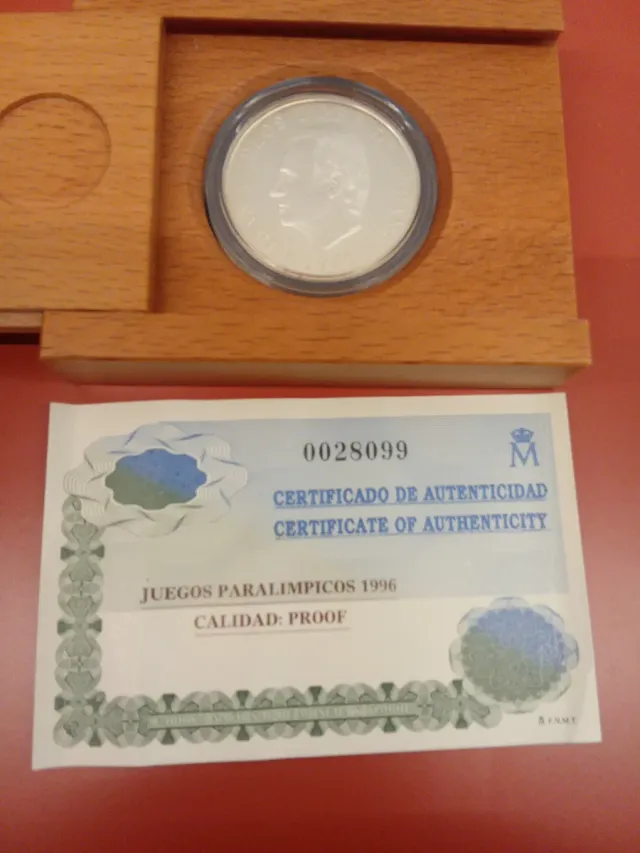 0028099
M
CERTIFICADO DE AUTENTICIDAD
CERTIFICATE OF AUTHENTICITY
JUEGOS PARALIMPICOS 1996
CALIDAD: PROOF
F.N.M.T.